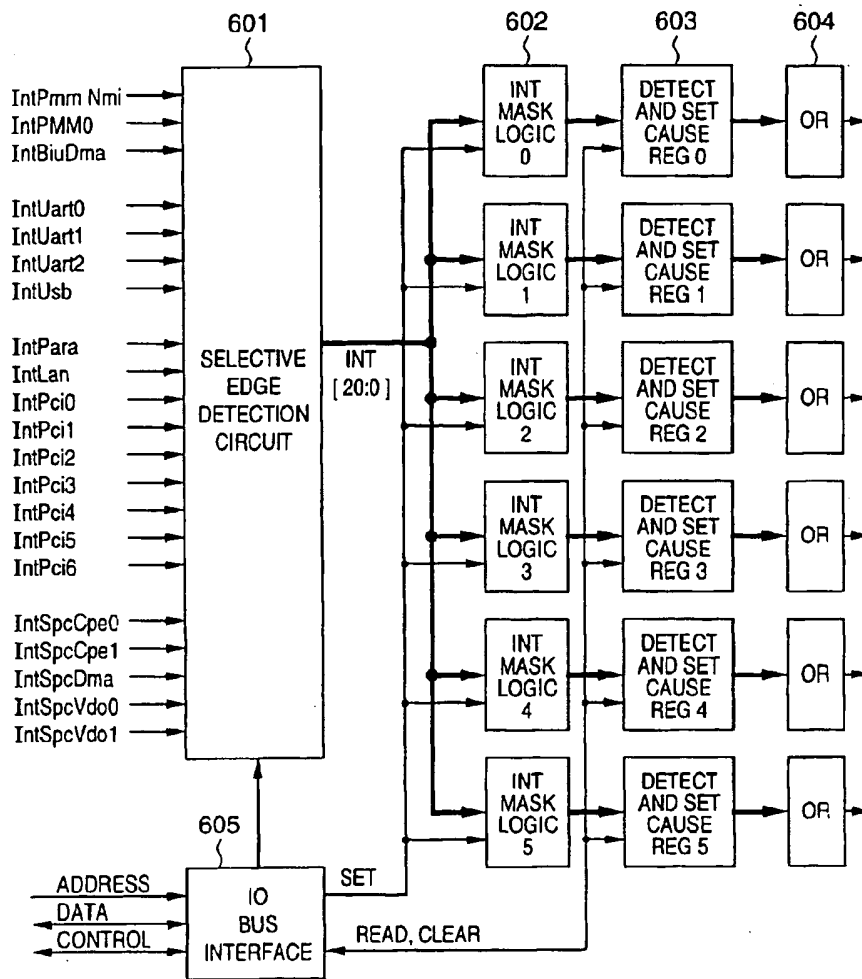 601
602
603
604
IntPmm Nmi
IntPMM0
IntBiuDma
IntUart0
IntUart1
IntUart2
IntUsb
IntPara
IntLan
IntPci0
IntPci1
IntPci2
IntPci3
IntPci4
IntPci5
IntPci6
IntSpcCpe0
IntSpcCpe1
IntSpcDma
IntSpcVdo0
IntSpcVdo1
SELECTIVE
EDGE
DETECTION
CIRCUIT
INT
[ 20:0 ]
INT
MASK
LOGIC
0
DETECT
AND SET
CAUSE
REG 0
OR
INT
MASK
LOGIC
1
DETECT
AND SET
CAUSE
REG 1
OR
INT
MASK
LOGIC
2
DETECT
AND SET
CAUSE
REG 2
OR
INT
MASK
LOGIC
3
DETECT
AND SET
CAUSE
REG 3
OR
INT
MASK
LOGIC
4
DETECT
AND SET
CAUSE
REG 4
OR
INT
MASK
LOGIC
5
DETECT
AND SET
CAUSE
REG 5
OR
605
ADDRESS
DATA
CONTROL
IO
BUS
INTERFACE
SET
READ, CLEAR